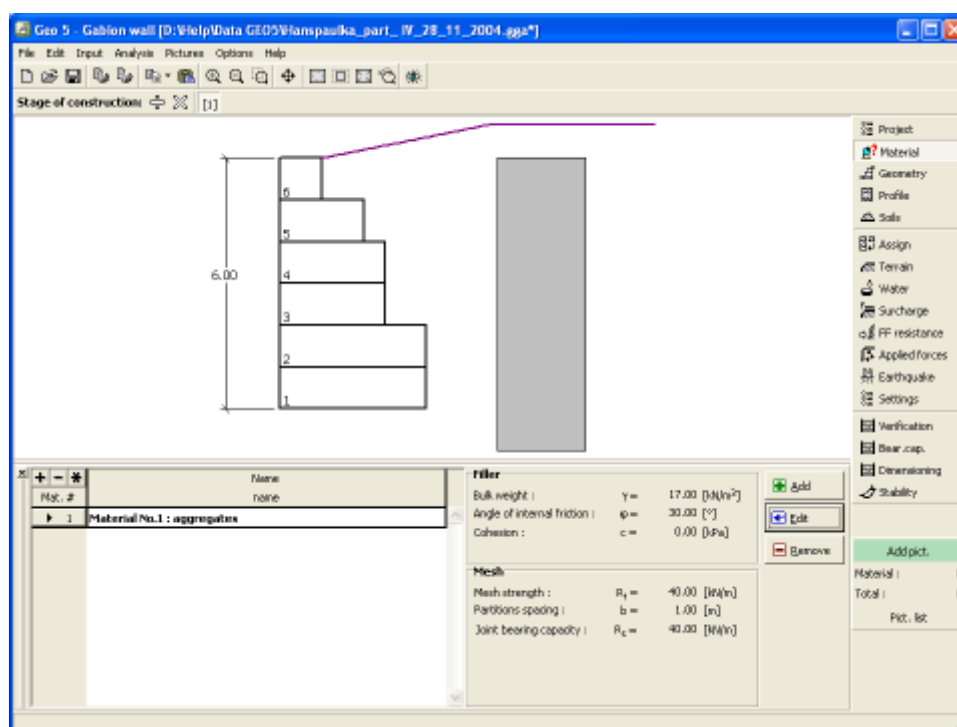 Geo 5 - Gabion wall [D:\Help\Data GEO5\Hanspaulka_part_ IV_28_11_2004.gga*]
File Edit Input Analysis Pictures Options Help
Stage of construction: [1]
Project
Material
Geometry
Profile
Soils
Assign
Terrain
Water
Surcharge
FF resistance
Applied forces
Earthquake
Settings
Verification
Bear.cap.
Dimensioning
Stability
Add pict.
Material :
Total :
Pict. list
6.00
6
5
4
3
2
1
Mat. #
Name
name
1 Material No.1 : aggregates
Filler
Bulk weight : γ = 17.00 [kN/m³]
Angle of internal friction : φ = 30.00 [°]
Cohesion : c = 0.00 [kPa]
Mesh
Mesh strength : Rt = 40.00 [kN/m]
Partitions spacing : b = 1.00 [m]
Joint bearing capacity : Rc = 40.00 [kN/m]
Add
Edit
Remove